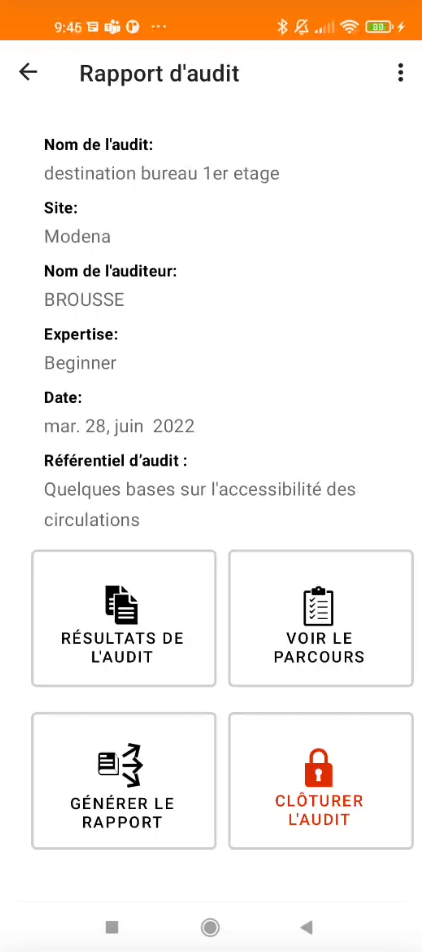 9:46
Rapport d'audit
Nom de l'audit:
destination bureau 1er etage
Site:
Modena
Nom de l'auditeur:
BROUSSE
Expertise:
Beginner
Date:
mar. 28, juin 2022
Référentiel d’audit :
Quelques bases sur l'accessibilité des
circulations
RÉSULTATS DE
L'AUDIT
VOIR LE
PARCOURS
GÉNÉRER LE
RAPPORT
CLÔTURER
L'AUDIT